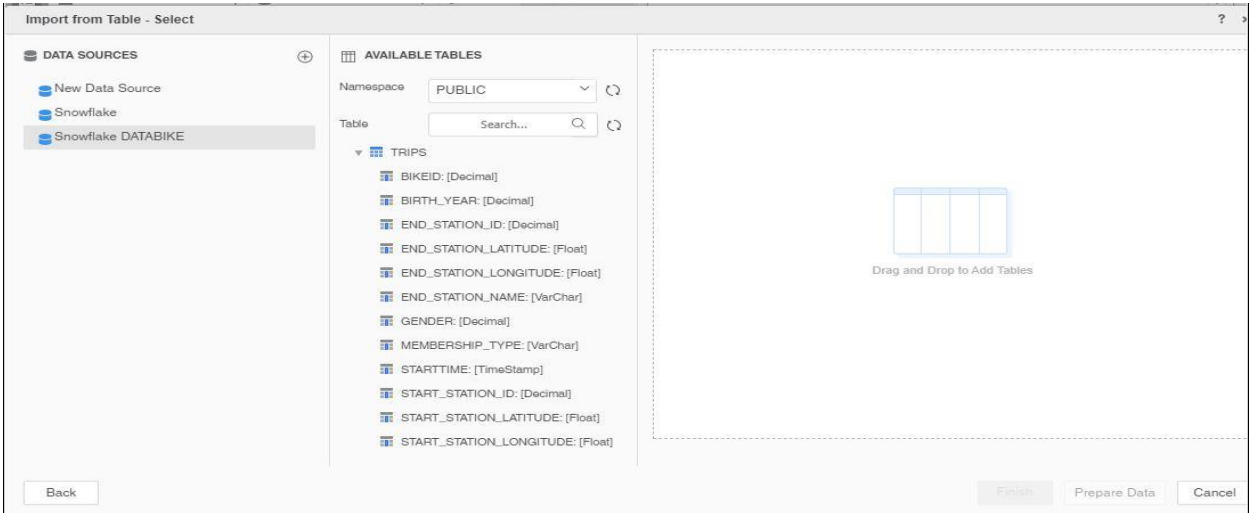 Import from Table - Select
?
DATA SOURCES
New Data Source
Snowflake
Snowflake DATABIKE
AVAILABLE TABLES
Namespace
PUBLIC
Table
Search...
TRIPS
BIKEID: [Decimal]
BIRTH_YEAR: [Decimal]
END_STATION_ID: [Decimal]
END_STATION_LATITUDE: [Float]
END_STATION_LONGITUDE: [Float]
END_STATION_NAME: [VarChar]
GENDER: [Decimal]
MEMBERSHIP_TYPE: [VarChar]
STARTTIME: [TimeStamp]
START_STATION_ID: [Decimal]
START_STATION_LATITUDE: [Float]
START_STATION_LONGITUDE: [Float]
Drag and Drop to Add Tables
Back
Finish
Prepare Data
Cancel